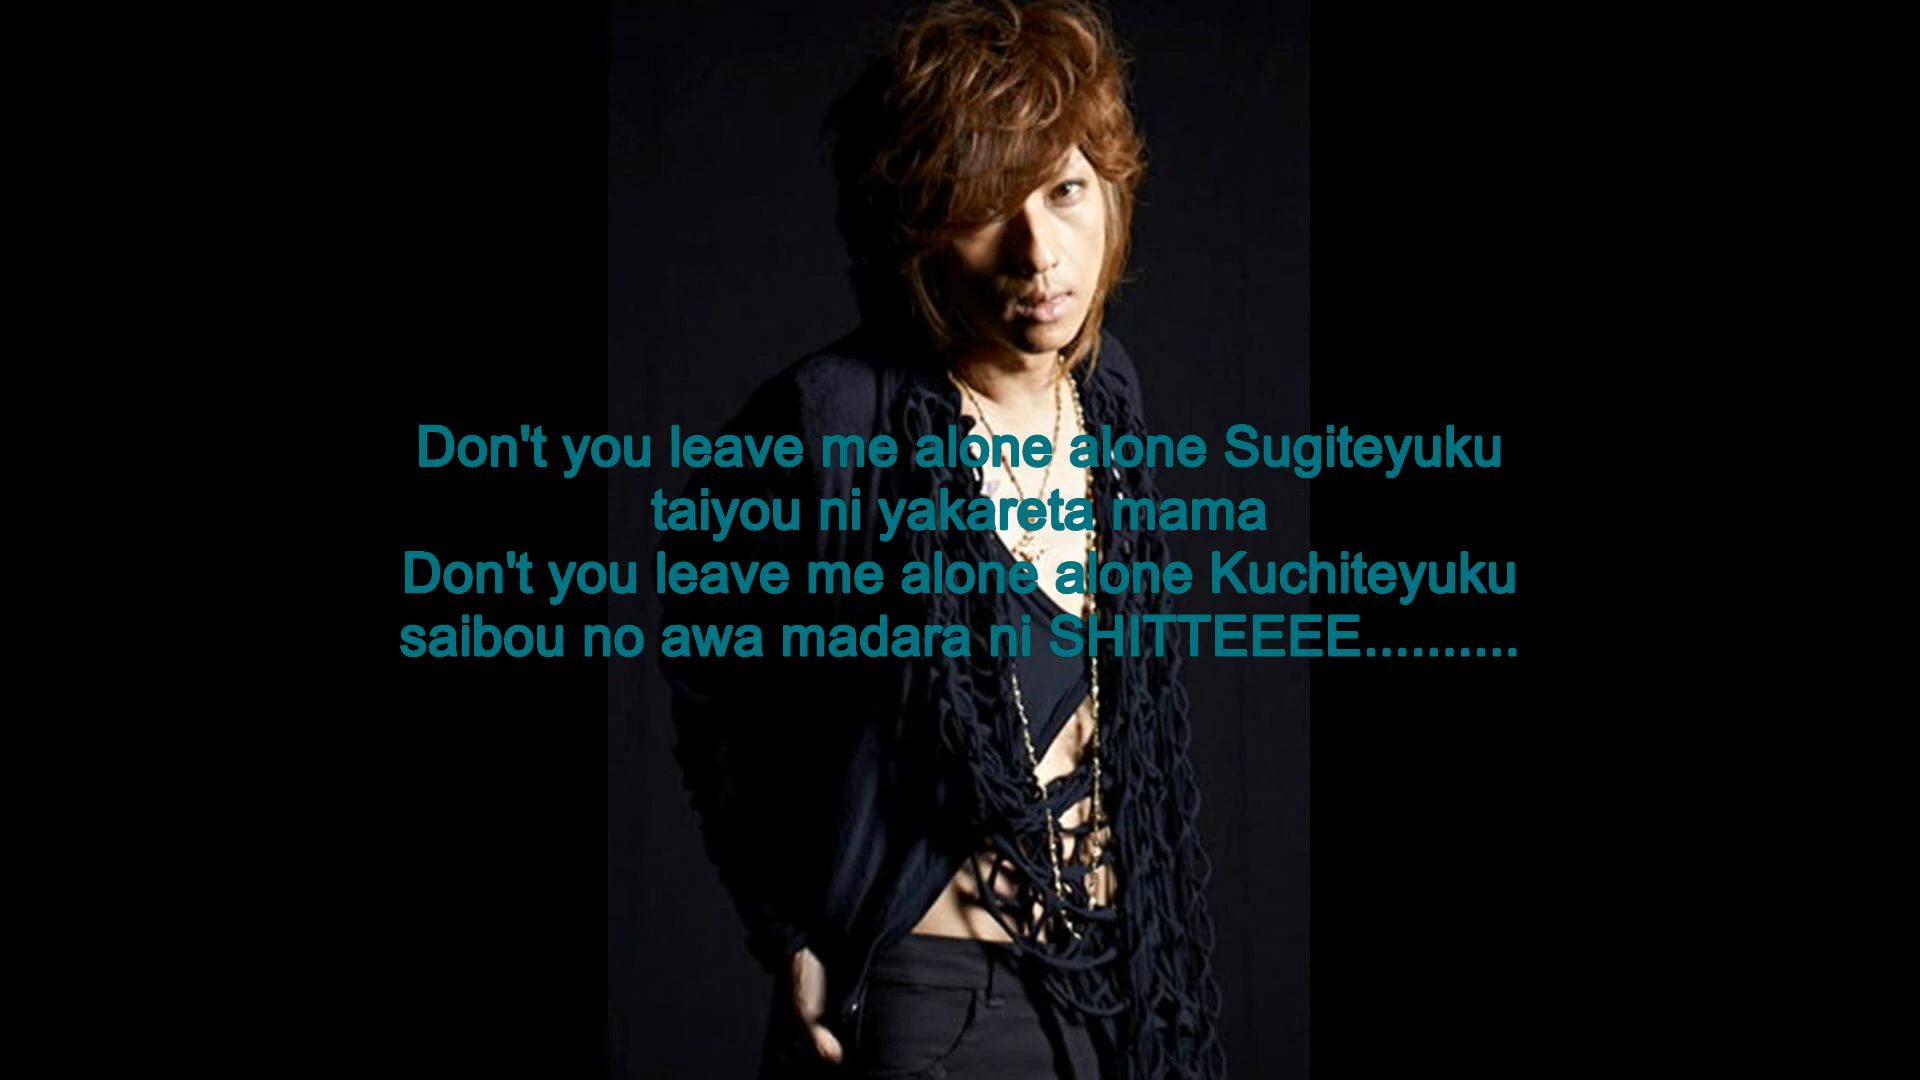 Don't you leave me alone alone Sugiteyuku
taiyou ni yakareta mama
Don't you leave me alone alone Kuchiteyuku
saibou no awa madara ni SHITTEEEE..........